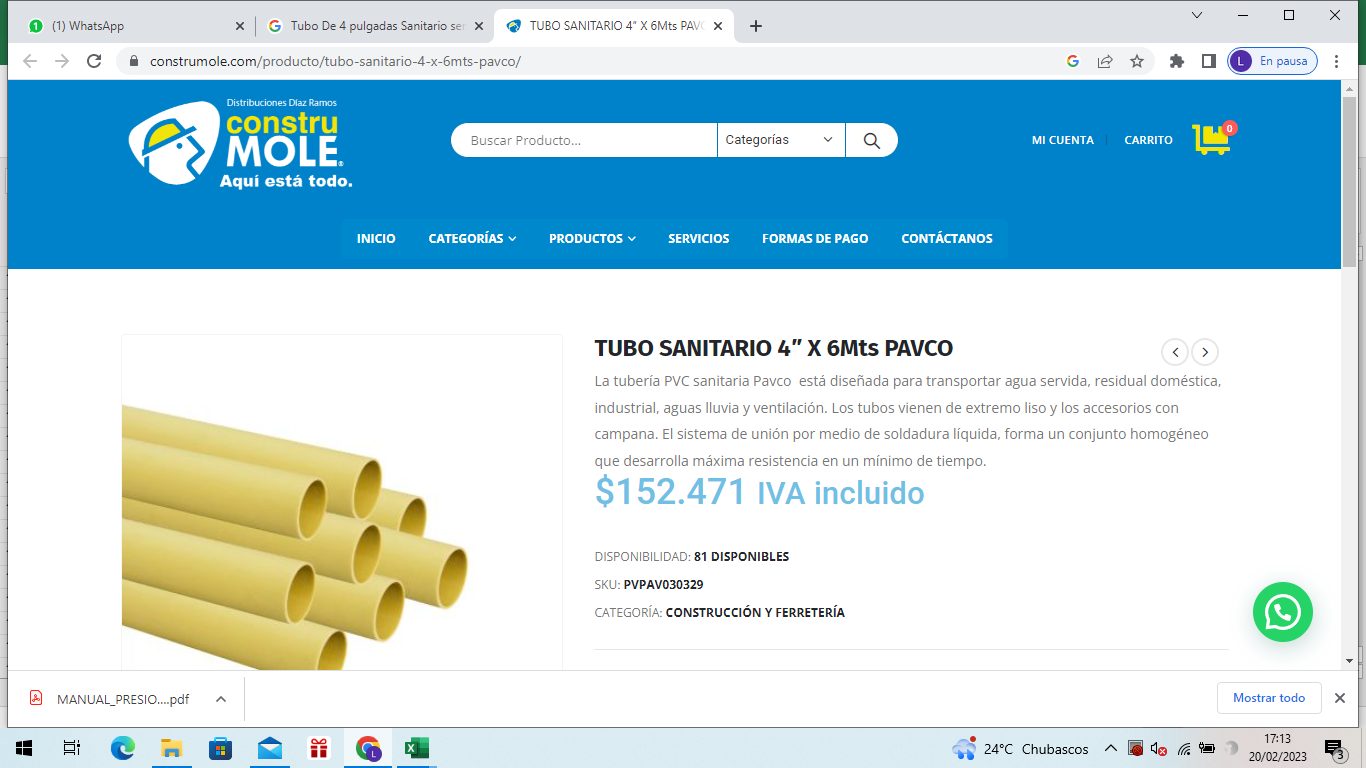 (1) WhatsApp
Tubo De 4 pulgadas Sanitario ser
TUBO SANITARIO 4” X 6Mts PAVC
construmole.com/producto/tubo-sanitario-4-x-6mts-pavco/
L
En pausa
Distribuciones Díaz Ramos
constru
MOLE
Aquí está todo.
Buscar Producto...
Categorías
MI CUENTA
CARRITO
0
INICIO
CATEGORÍAS
PRODUCTOS
SERVICIOS
FORMAS DE PAGO
CONTÁCTANOS
TUBO SANITARIO 4” X 6Mts PAVCO
La tubería PVC sanitaria Pavco está diseñada para transportar agua servida, residual doméstica,
industrial, aguas lluvia y ventilación. Los tubos vienen de extremo liso y los accesorios con
campana. El sistema de unión por medio de soldadura líquida, forma un conjunto homogéneo
que desarrolla máxima resistencia en un mínimo de tiempo.
$152.471 IVA incluido
DISPONIBILIDAD: 81 DISPONIBLES
SKU: PVPAV030329
CATEGORÍA: CONSTRUCCIÓN Y FERRETERÍA
MANUAL_PRESIO....pdf
Mostrar todo
L
24°C Chubascos
17:13
20/02/2023
3